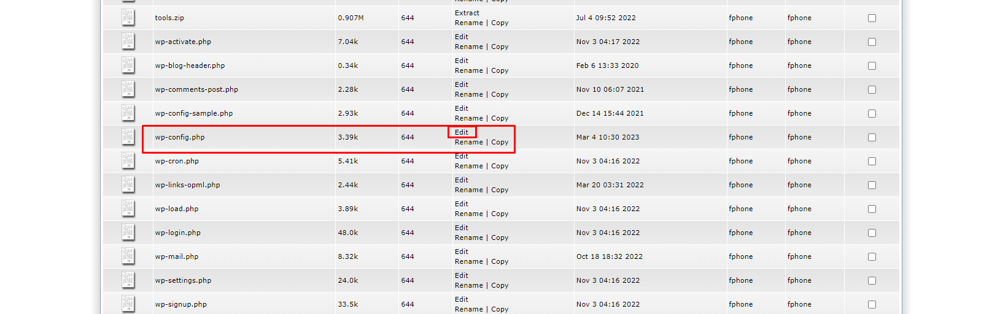 Rename | Copy
tools.zip 0.907M 644 Extract Jul 4 09:52 2022 fphone fphone
Rename | Copy
wp-activate.php 7.04k 644 Edit Nov 3 04:17 2022 fphone fphone
Rename | Copy
wp-blog-header.php 0.34k 644 Edit Feb 6 13:33 2020 fphone fphone
Rename | Copy
wp-comments-post.php 2.28k 644 Edit Nov 10 06:07 2021 fphone fphone
Rename | Copy
wp-config-sample.php 2.93k 644 Edit Dec 14 15:44 2021 fphone fphone
Rename | Copy
wp-config.php 3.39k 644 Edit Mar 4 10:30 2023 fphone fphone
Rename | Copy
wp-cron.php 5.41k 644 Edit Nov 3 04:16 2022 fphone fphone
Rename | Copy
wp-links-opml.php 2.44k 644 Edit Mar 20 03:31 2022 fphone fphone
Rename | Copy
wp-load.php 3.89k 644 Edit Nov 3 04:16 2022 fphone fphone
Rename | Copy
wp-login.php 48.0k 644 Edit Nov 3 04:16 2022 fphone fphone
Rename | Copy
wp-mail.php 8.32k 644 Edit Oct 18 18:32 2022 fphone fphone
Rename | Copy
wp-settings.php 24.0k 644 Edit Nov 3 04:16 2022 fphone fphone
Rename | Copy
wp-signup.php 33.5k 644 Edit Nov 3 04:16 2022 fphone fphone
Rename | Copy